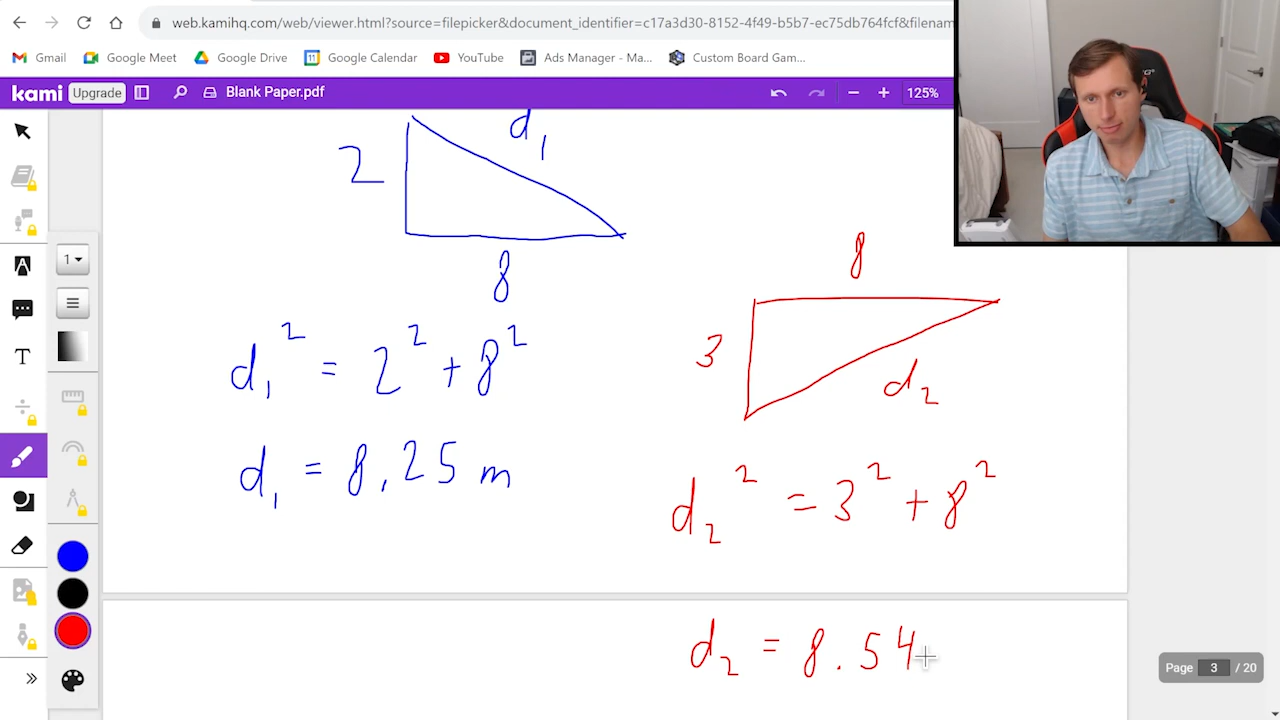 web.kamihq.com/web/viewer.html?source=filepicker&document_identifier=c17a3d30-8152-4f49-b5b7-ec75db764fcf&filenam
Gmail Google Meet Google Drive Google Calendar YouTube Ads Manager - Ma... Custom Board Gam...
kami Upgrade Blank Paper.pdf 125%
d₁
2
8
d₁² = 2² + 8²
d₁ = 8.25 m
8
3
d₂
d₂² = 3² + 8²
d₂ = 8.54
1
A
T
Page 3 / 20